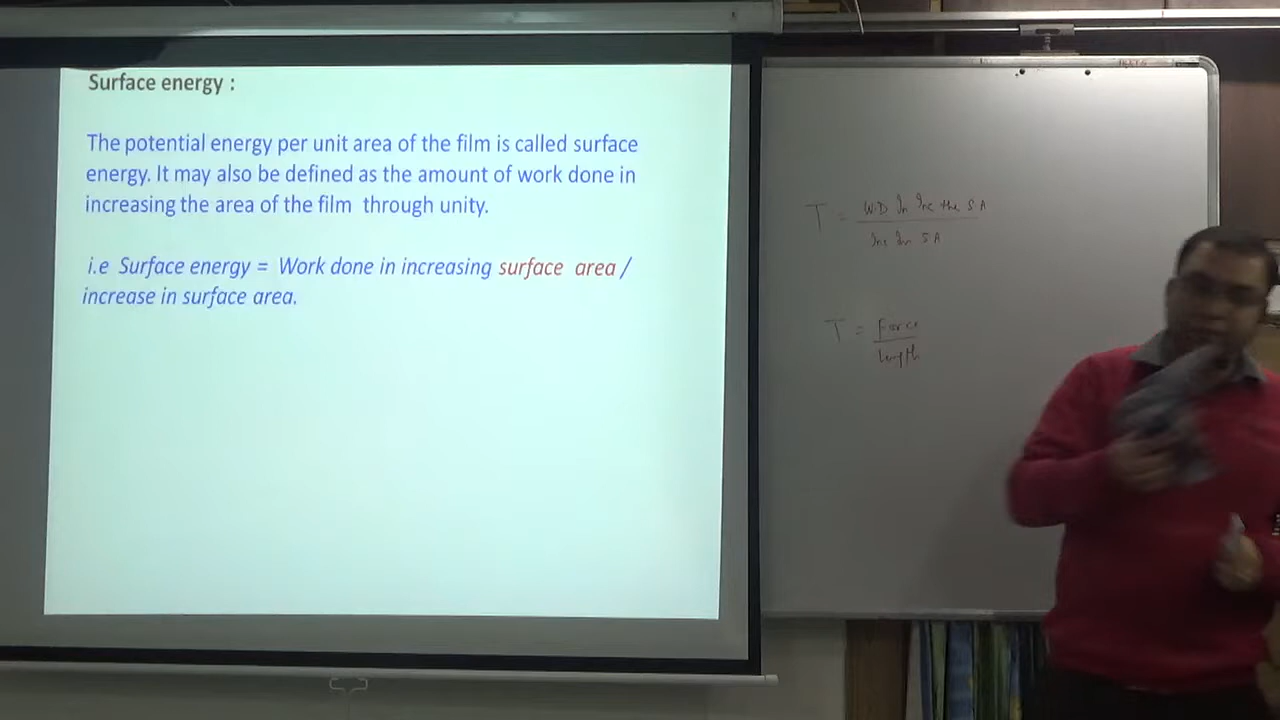 Surface energy :
The potential energy per unit area of the film is called surface
energy. It may also be defined as the amount of work done in
increasing the area of the film through unity.
i.e Surface energy = Work done in increasing surface area /
increase in surface area.
T = W.D In Inc the S A
Inc In S A
T = Force
Length